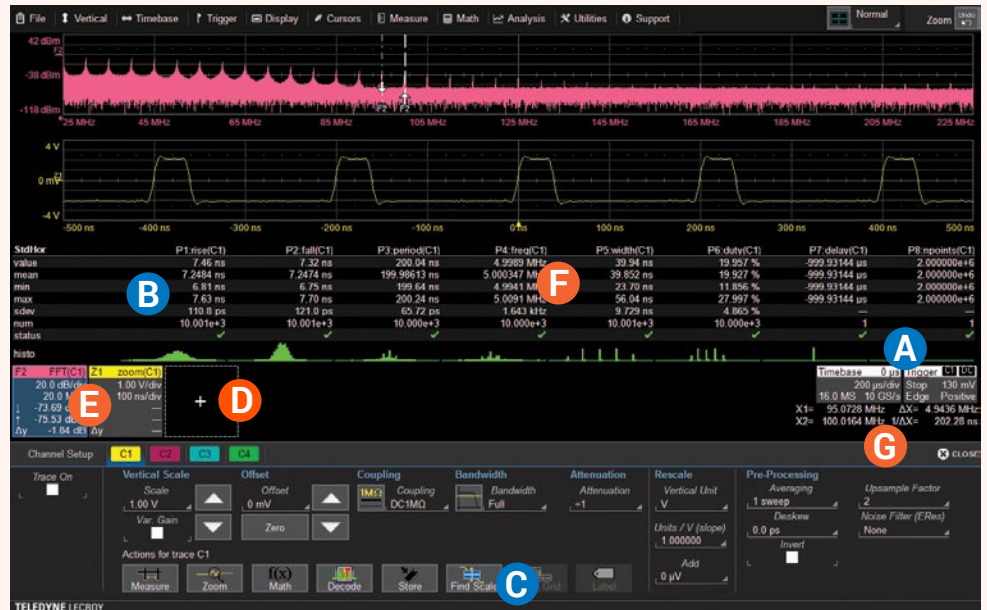 File Vertical Timebase Trigger Display Cursors Measure Math Analysis Utilities Support Normal Zoom Undo
42 dBm
F2
-38 dBm
-118 dBm
F2 F2
25 MHz 45 MHz 65 MHz 85 MHz 105 MHz 125 MHz 145 MHz 165 MHz 185 MHz 205 MHz 225 MHz
4 V
0 mV Z1
-4 V
-500 ns -400 ns -300 ns -200 ns -100 ns 0 ns 100 ns 200 ns 300 ns 400 ns 500 ns
StdHor P1:rise(C1) P2:fall(C1) P3:period(C1) P4:freq(C1) P5:width(C1) P6:duty(C1) P7:delay(C1) P8:npoints(C1)
value 7.46 ns 7.32 ns 200.04 ns 4.9989 MHz 39.94 ns 19.957 % -999.93144 µs 2.000000e+6
mean 7.2484 ns 7.2474 ns 199.98613 ns 5.000347 MHz 39.852 ns 19.927 % -999.93144 µs 2.000000e+6
min 6.81 ns 6.75 ns 199.64 ns 4.9941 MHz 23.70 ns 11.856 % -999.93144 µs 2.000000e+6
max 7.63 ns 7.70 ns 200.24 ns 5.0091 MHz 56.04 ns 27.997 % -999.93144 µs 2.000000e+6
sdev 110.8 ps 121.0 ps 65.72 ps 1.643 kHz 9.729 ns 4.865 % — —
num 10.001e+3 10.001e+3 10.000e+3 10.000e+3 10.001e+3 10.000e+3 1 1
status
histo
B
F
A
F2 FFT(C1) Z1 zoom(C1)
20.0 dB/div 1.00 V/div
20.0 M 100 ns/div
-73.69
-75.53 dB
Δy -1.84 dB Δy
+
D
E
Timebase 0 µs Trigger C1 DC
200 µs/div Stop 130 mV
16.0 MS 10 GS/s Edge Positive
X1= 95.0728 MHz ΔX= 4.9436 MHz
X2= 100.0164 MHz 1/ΔX= 202.28 ns
G
Channel Setup C1 C2 C3 C4 CLOSE
Trace On Vertical Scale Offset Coupling Bandwidth Attenuation Rescale Pre-Processing
Scale Offset Coupling Bandwidth Attenuation Vertical Unit Averaging Upsample Factor
1.00 V 0 mV 1MΩ DC1MΩ Full ÷1 V 1 sweep 2
Var. Gain Zero Units / V (slope) Deskew Noise Filter (ERes)
1.000000 0.0 ps None
Invert
Actions for trace C1 Add
0 µV
f(x)
Measure Zoom Math Decode Store Find Scale Label
C
TELEDYNE LECROY